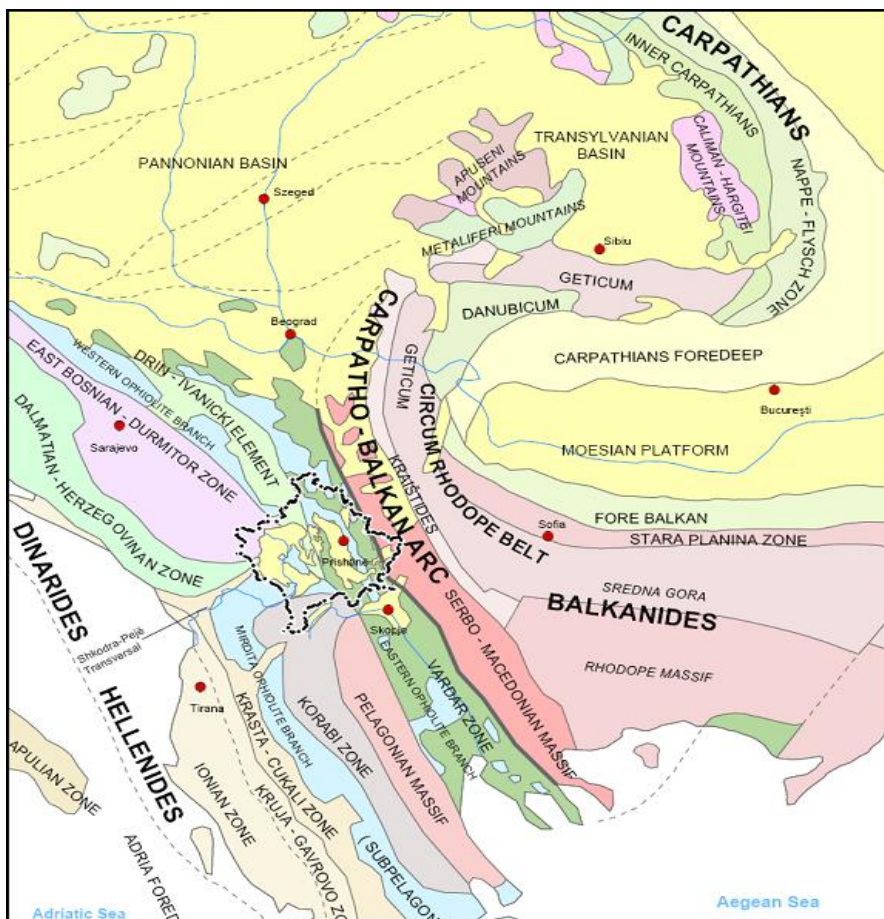 CARPATHIANS
INNER CARPATHIANS
CALIMAN - HARGITEI
MOUNTAINS
NAPPE - FLYSCH ZONE
TRANSYLVANIAN
BASIN
APUSENI
MOUNTAINS
PANNONIAN BASIN
Szeged
METALIFERI MOUNTAINS
Sibiu
GETICUM
DANUBICUM
CARPATHIANS FOREDEEP
Bucureşti
MOESIAN PLATFORM
Beograd
CARPATHO - BALKAN ARC
GETICUM
CIRCUM RHODOPE BELT
KRAIŠTIDES
FORE BALKAN
Sofia
STARA PLANINA ZONE
SREDNA GORA
BALKANIDES
RHODOPE MASSIF
SERBO - MACEDONIAN MASSIF
DRIN - IVANICKI ELEMENT
WESTERN OPHIOLITE BRANCH
EAST BOSNIAN - DURMITOR ZONE
Sarajevo
DALMATIAN - HERZEG OVINAN ZONE
DINARIDES
HELLENIDES
Prishtinë
Skopje
Shkodra-Pejë
Transversal
MIRDITA OPHIOLITE BRANCH
KORABI ZONE
PELAGONIAN MASSIF
EASTERN OPHIOLITE BRANCH
VARDAR ZONE
Tirana
KRASTA - CUKALI ZONE
KRUJA - GAVROVO ZO
IONIAN ZONE
( SUBPELAGON
APULIAN ZONE
ADRIA FORED
Adriatic Sea
Aegean Sea